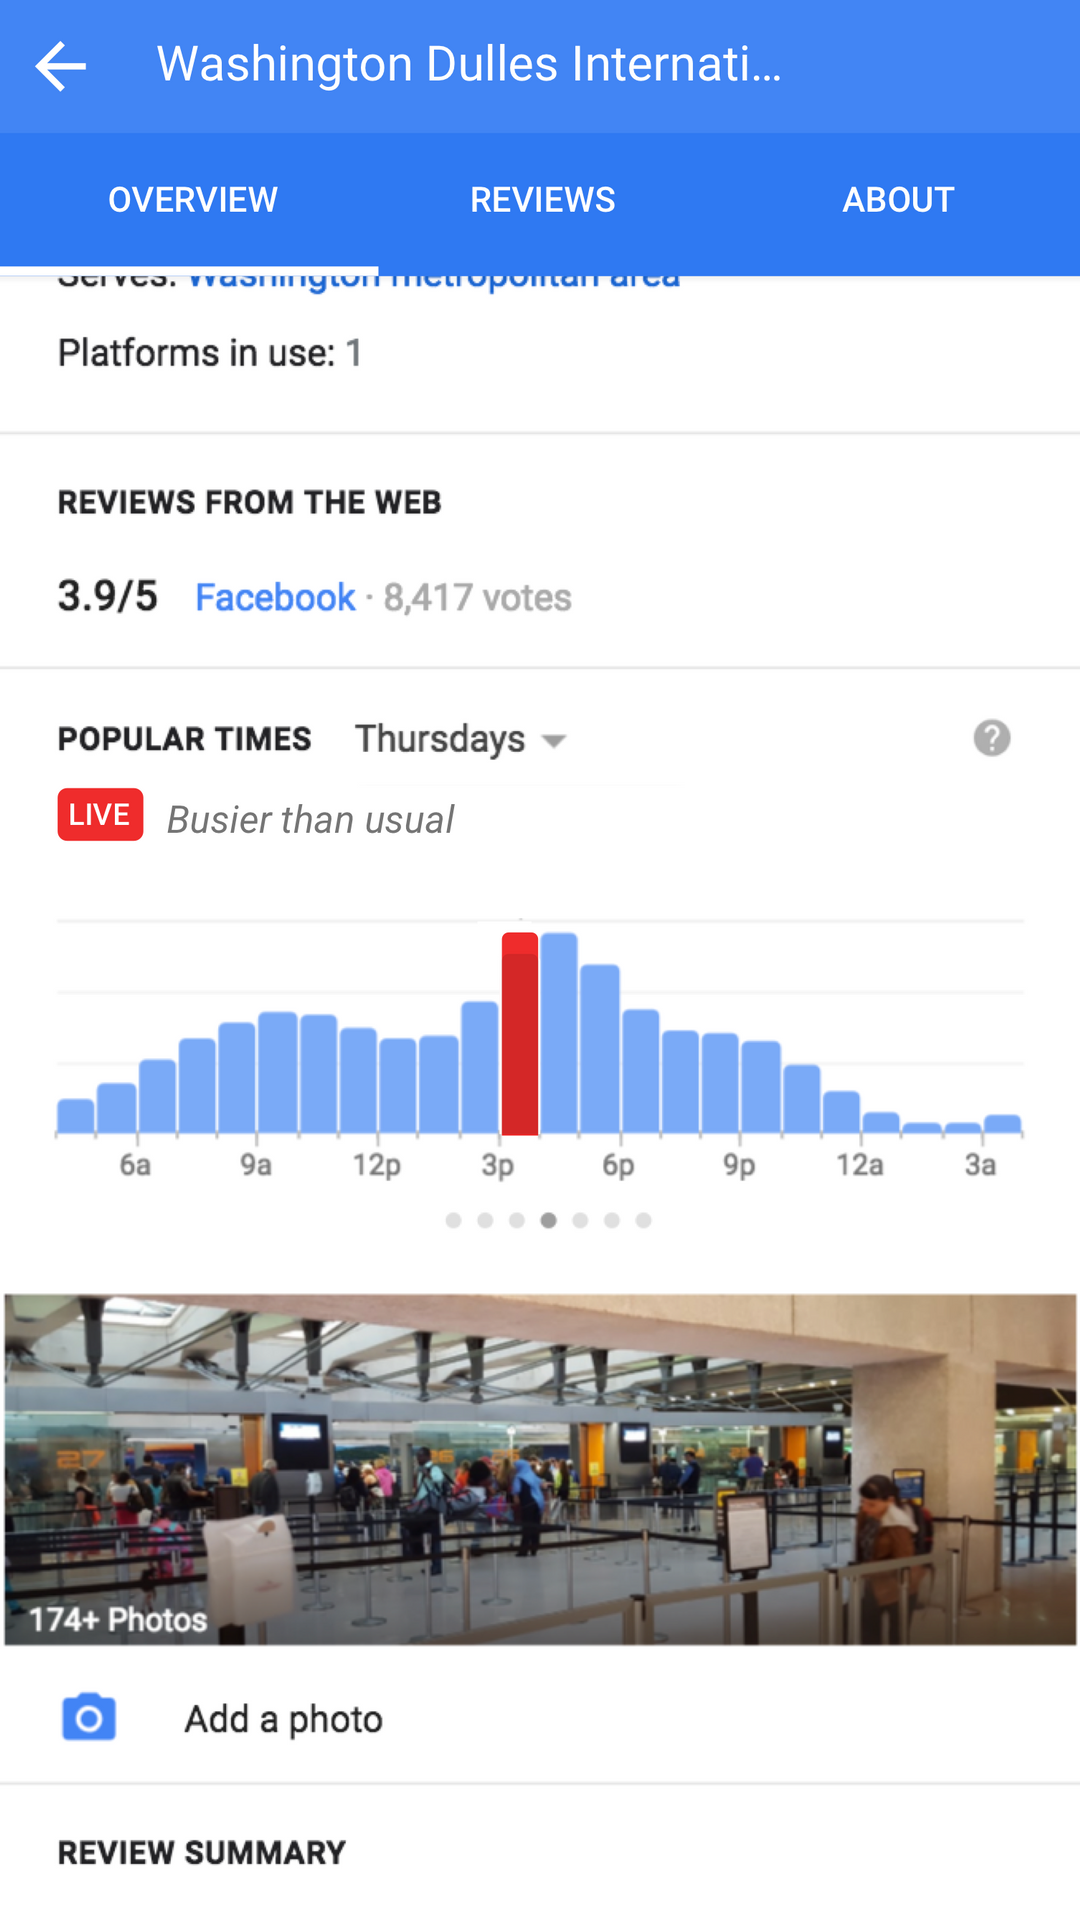 Washington Dulles Internati...
OVERVIEW REVIEWS ABOUT
Serves: Washington metropolitan area
Platforms in use: 1
REVIEWS FROM THE WEB
3.9/5 Facebook · 8,417 votes
POPULAR TIMES Thursdays ?
LIVE Busier than usual
6a 9a 12p 3p 6p 9p 12a 3a
27
174+ Photos
Add a photo
REVIEW SUMMARY